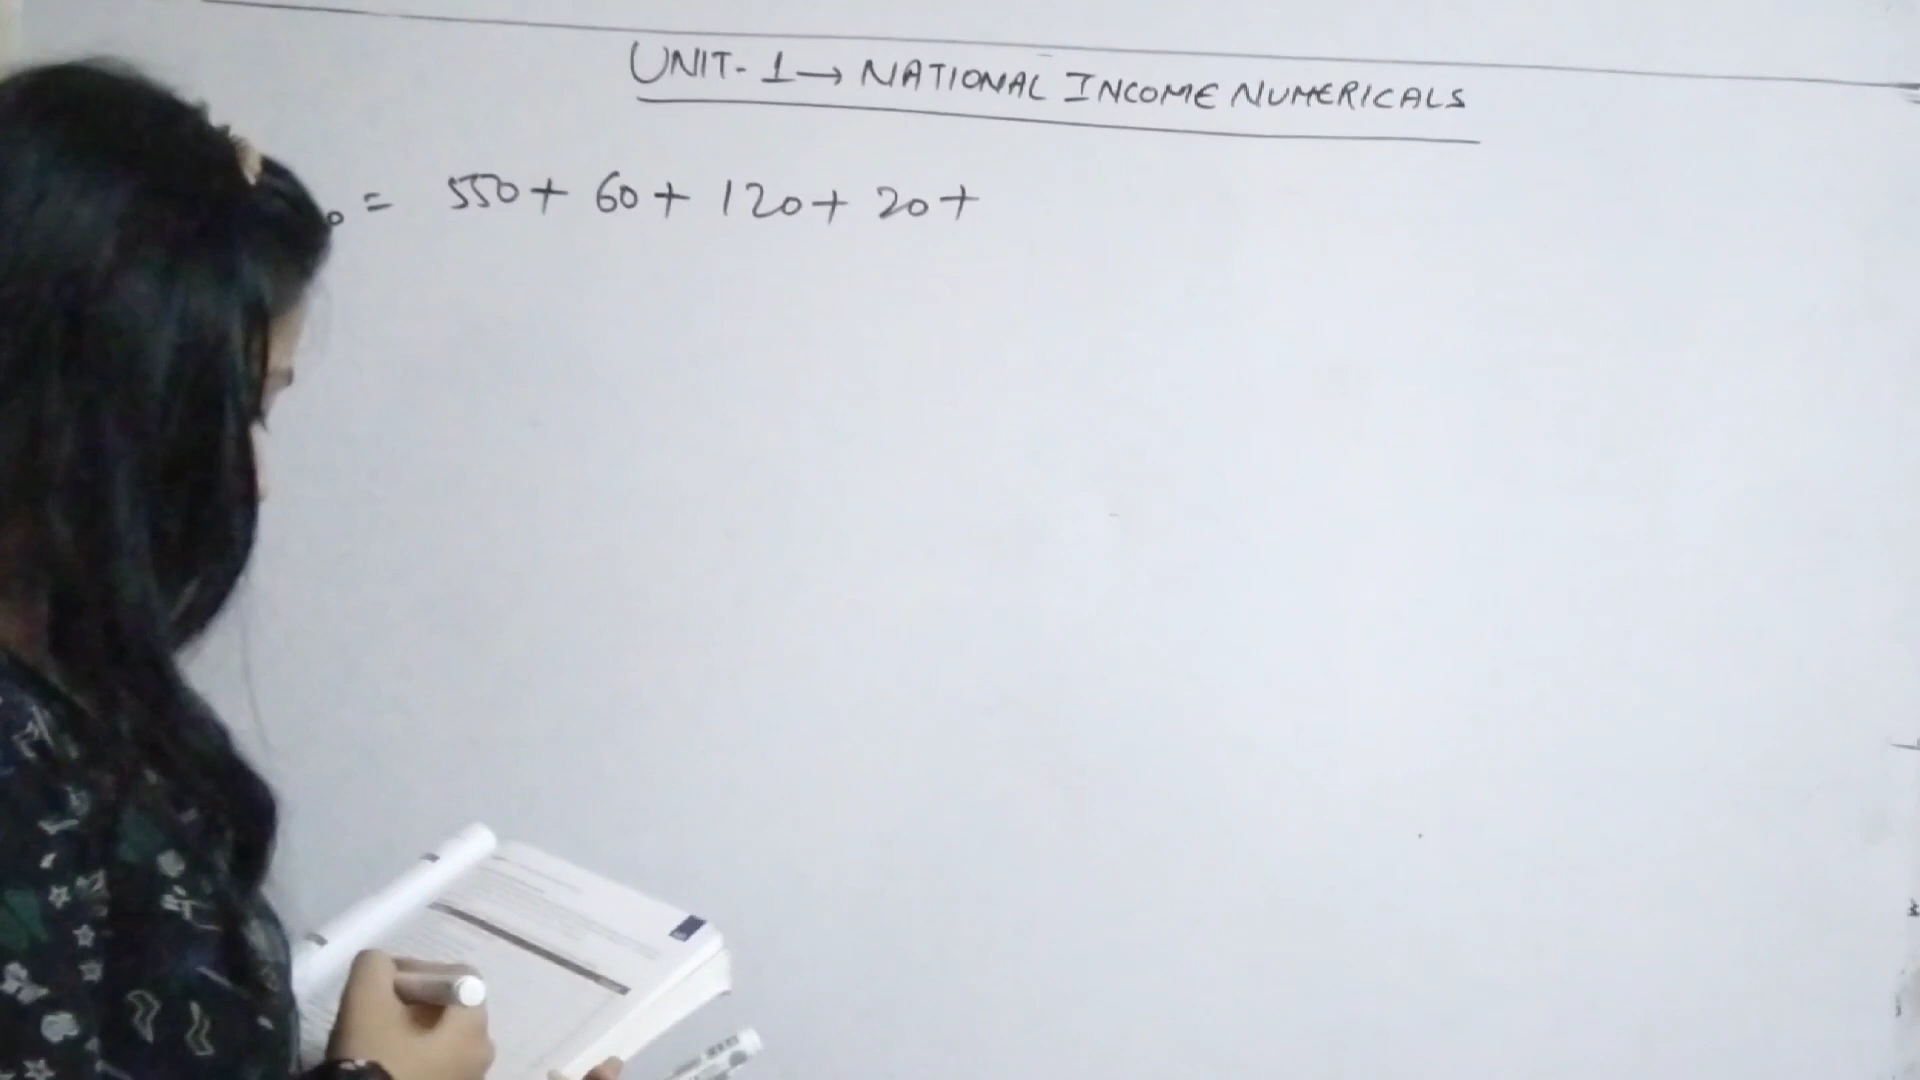 UNIT-1→ NATIONAL INCOME NUMERICALS
= 550+ 60+ 120+ 20+